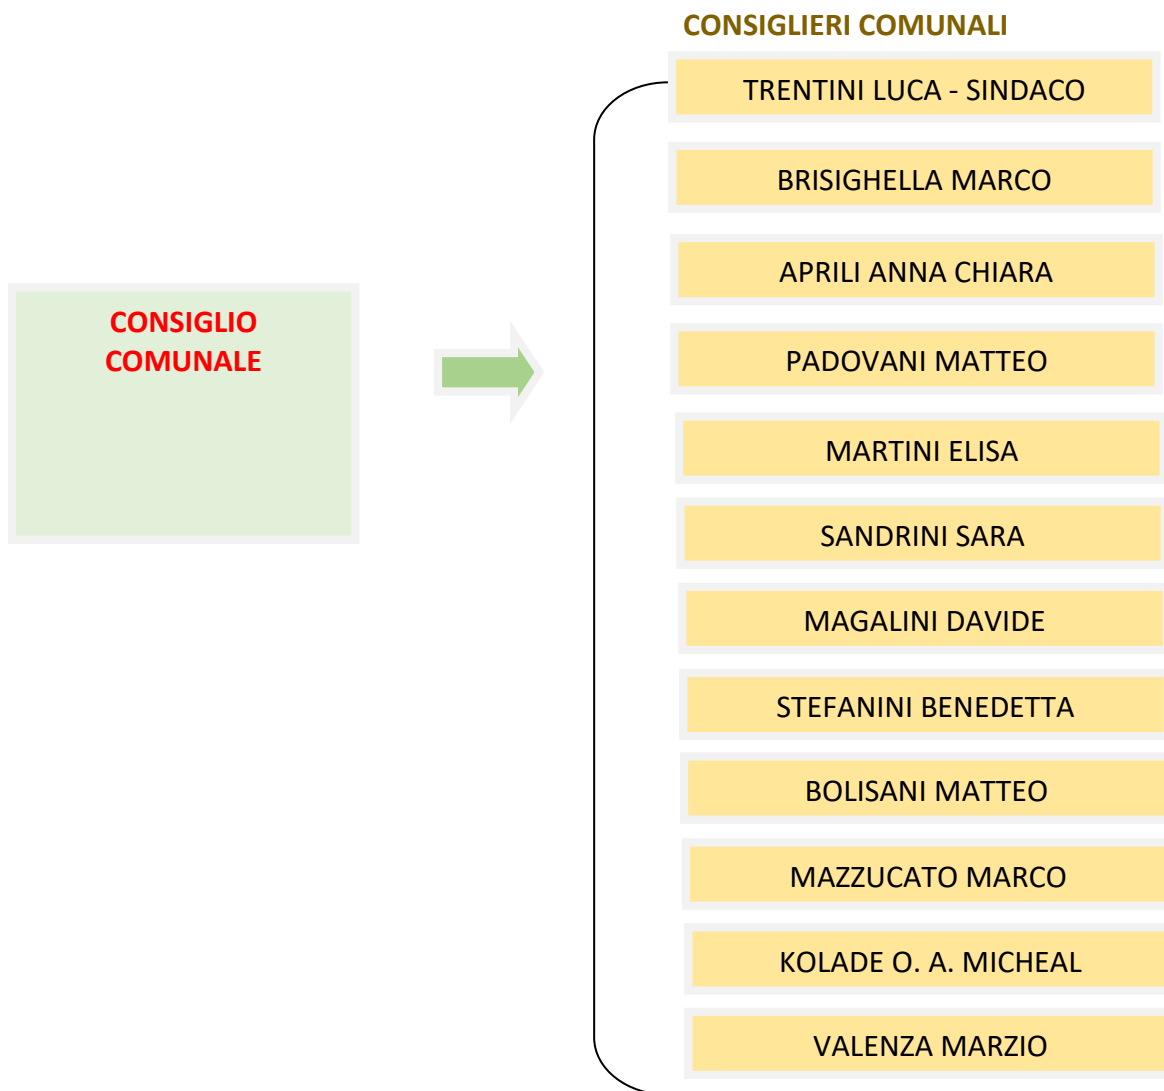 CONSIGLIERI COMUNALI
TRENTINI LUCA - SINDACO
BRISIGHELLA MARCO
APRILI ANNA CHIARA
CONSIGLIO
COMUNALE
PADOVANI MATTEO
MARTINI ELISA
SANDRINI SARA
MAGALINI DAVIDE
STEFANINI BENEDETTA
BOLISANI MATTEO
MAZZUCATO MARCO
KOLADE O. A. MICHEAL
VALENZA MARZIO